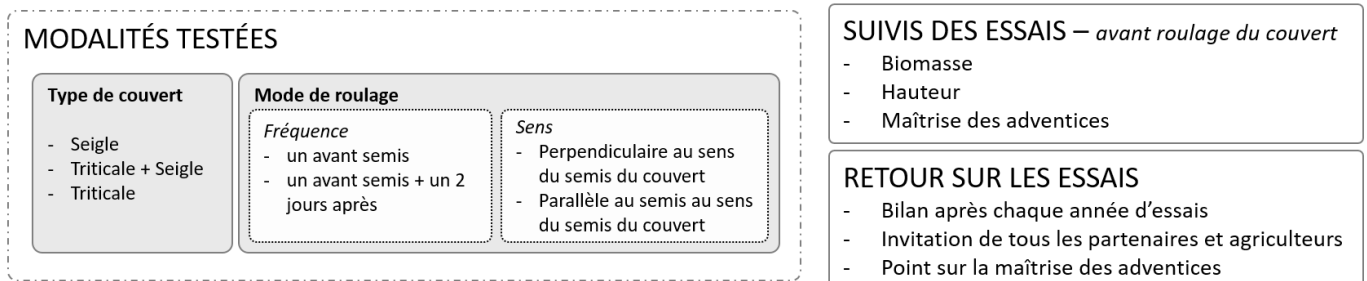 MODALITÉS TESTÉES
Type de couvert
- Seigle
- Triticale + Seigle
- Triticale
Mode de roulage
Fréquence
- un avant semis
- un avant semis + un 2
jours après
Sens
- Perpendiculaire au sens
du semis du couvert
- Parallèle au semis au sens
du semis du couvert
SUIVIS DES ESSAIS – avant roulage du couvert
- Biomasse
- Hauteur
- Maîtrise des adventices
RETOUR SUR LES ESSAIS
- Bilan après chaque année d'essais
- Invitation de tous les partenaires et agriculteurs
- Point sur la maîtrise des adventices